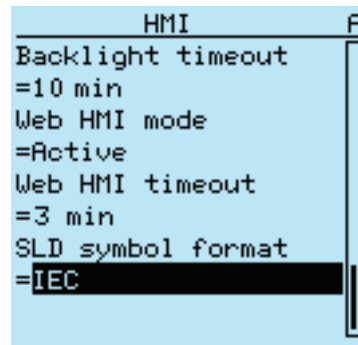 HMI
Backlight timeout
=10 min
Web HMI mode
=Active
Web HMI timeout
=3 min
SLD symbol format
=IEC